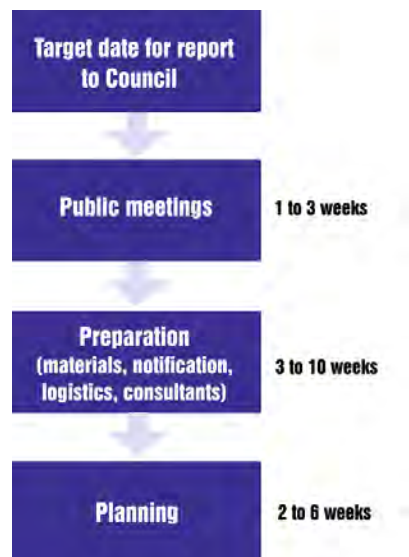 Target date for report
to Council
Public meetings
1 to 3 weeks
Preparation
(materials, notification,
logistics, consultants)
3 to 10 weeks
Planning
2 to 6 weeks